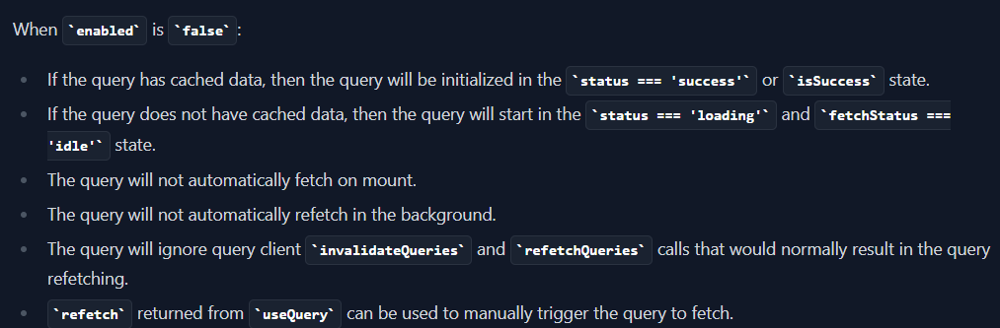 When `enabled` is `false`:
If the query has cached data, then the query will be initialized in the `status === 'success'` or `isSuccess` state.
If the query does not have cached data, then the query will start in the `status === 'loading'` and `fetchStatus ===
'idle'` state.
The query will not automatically fetch on mount.
The query will not automatically refetch in the background.
The query will ignore query client `invalidateQueries` and `refetchQueries` calls that would normally result in the query
refetching.
`refetch` returned from `useQuery` can be used to manually trigger the query to fetch.